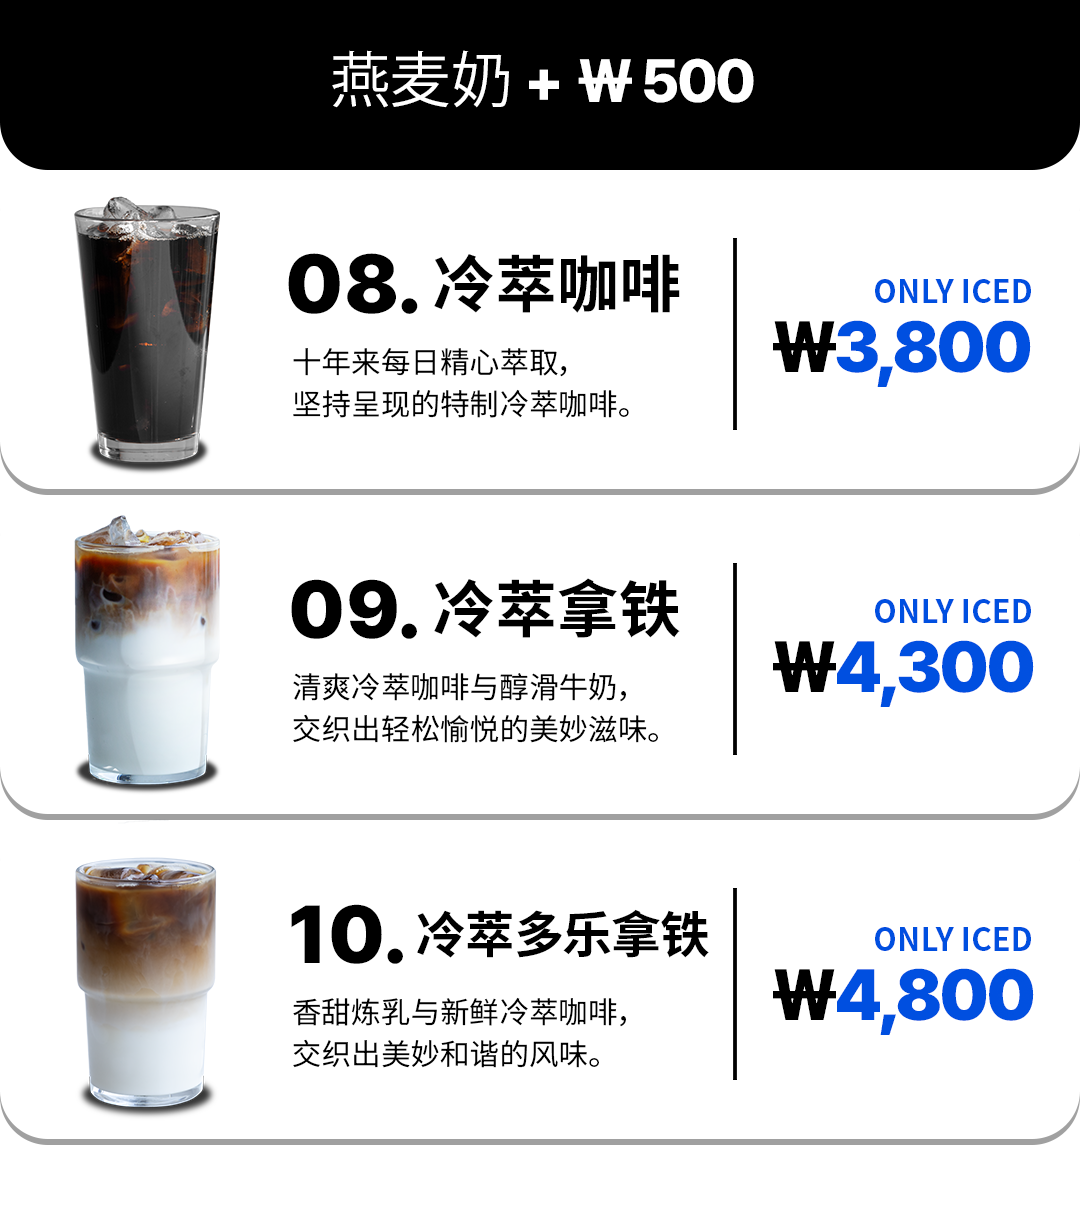 燕麦奶 + ₩ 500
08. 冷萃咖啡
十年来每日精心萃取，
坚持呈现的特制冷萃咖啡。
ONLY ICED
₩3,800
09. 冷萃拿铁
清爽冷萃咖啡与醇滑牛奶，
交织出轻松愉悦的美妙滋味。
ONLY ICED
₩4,300
10. 冷萃多乐拿铁
香甜炼乳与新鲜冷萃咖啡，
交织出美妙和谐的风味。
ONLY ICED
₩4,800